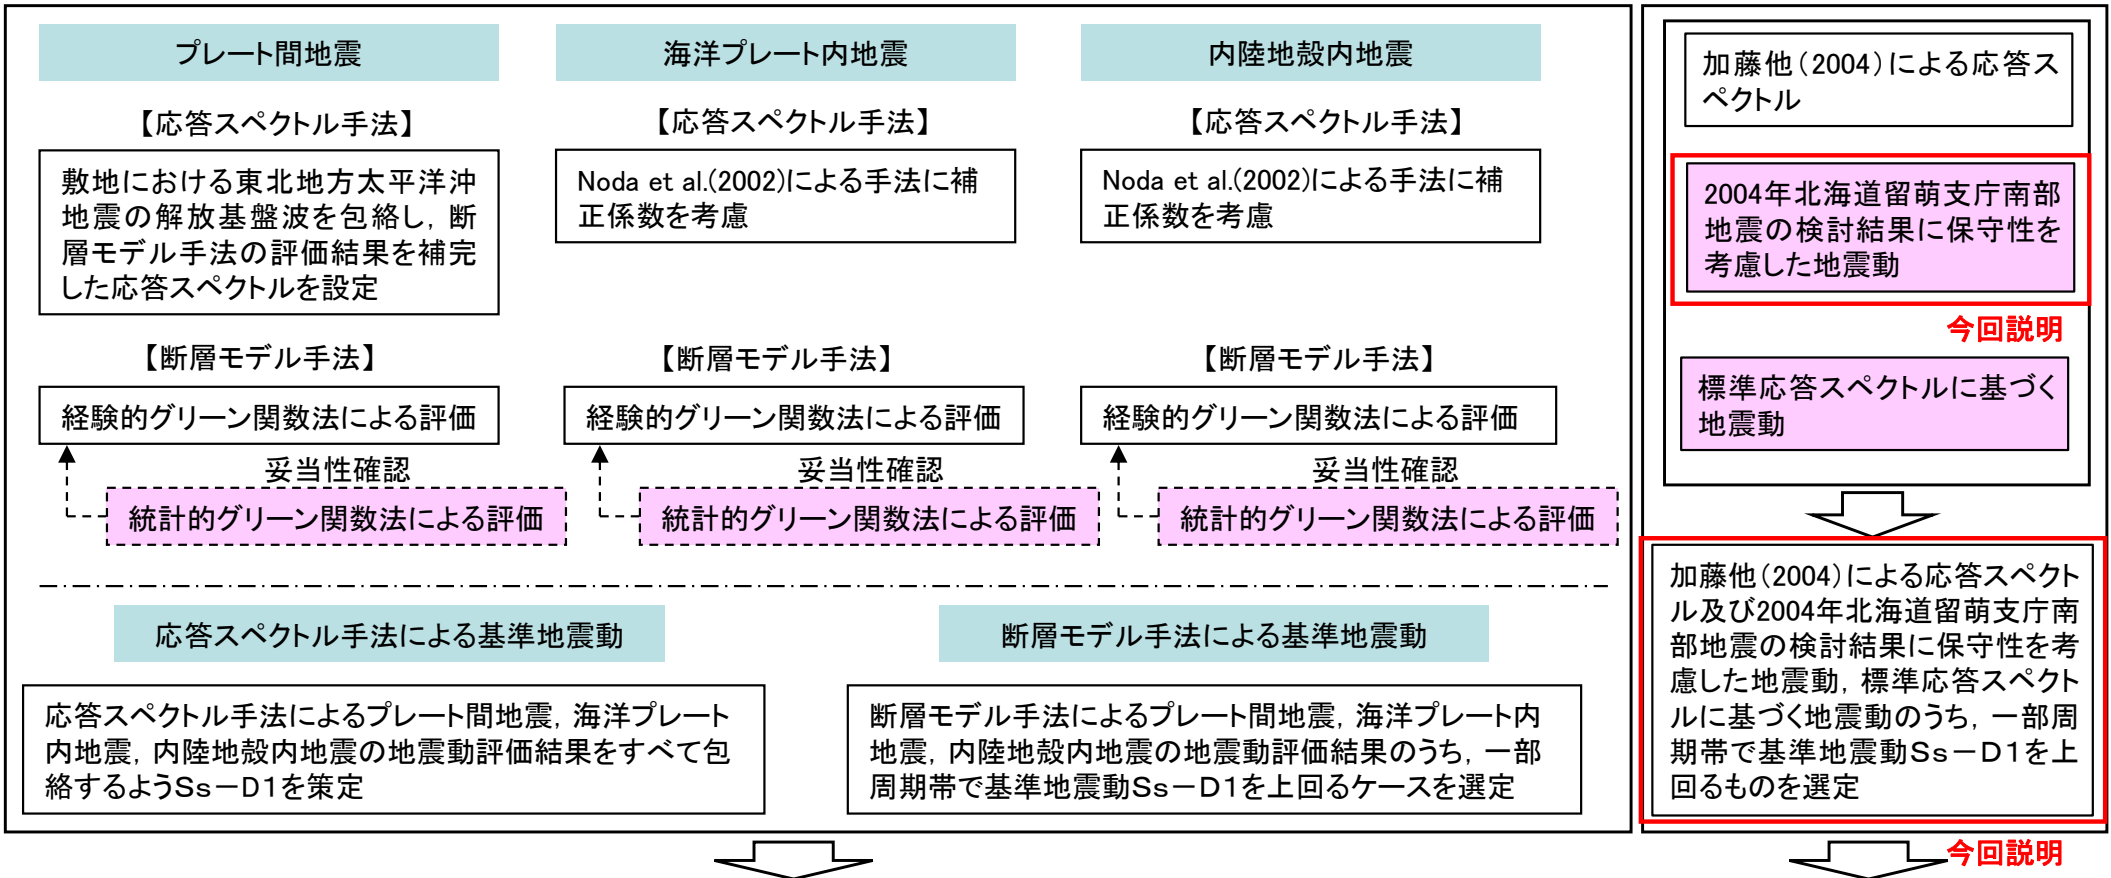 プレート間地震
【応答スペクトル手法】
敷地における東北地方太平洋沖
地震の解放基盤波を包絡し，断
層モデル手法の評価結果を補完
した応答スペクトルを設定
【断層モデル手法】
経験的グリーン関数法による評価
妥当性確認
統計的グリーン関数法による評価
海洋プレート内地震
【応答スペクトル手法】
Noda et al.(2002)による手法に補
正係数を考慮
【断層モデル手法】
経験的グリーン関数法による評価
妥当性確認
統計的グリーン関数法による評価
内陸地殻内地震
【応答スペクトル手法】
Noda et al.(2002)による手法に補
正係数を考慮
【断層モデル手法】
経験的グリーン関数法による評価
妥当性確認
統計的グリーン関数法による評価
応答スペクトル手法による基準地震動
応答スペクトル手法によるプレート間地震，海洋プレート
内地震，内陸地殻内地震の地震動評価結果をすべて包
絡するようSs－D1を策定
断層モデル手法による基準地震動
断層モデル手法によるプレート間地震，海洋プレート内
地震，内陸地殻内地震の地震動評価結果のうち，一部
周期帯で基準地震動Ss－D1を上回るケースを選定
加藤他（2004）による応答ス
ペクトル
2004年北海道留萌支庁南部
地震の検討結果に保守性を
考慮した地震動
今回説明
標準応答スペクトルに基づく
地震動
加藤他（2004）による応答スペクト
ル及び2004年北海道留萌支庁南
部地震の検討結果に保守性を考
慮した地震動，標準応答スペクト
ルに基づく地震動のうち，一部周
期帯で基準地震動Ss－D1を上
回るものを選定
今回説明